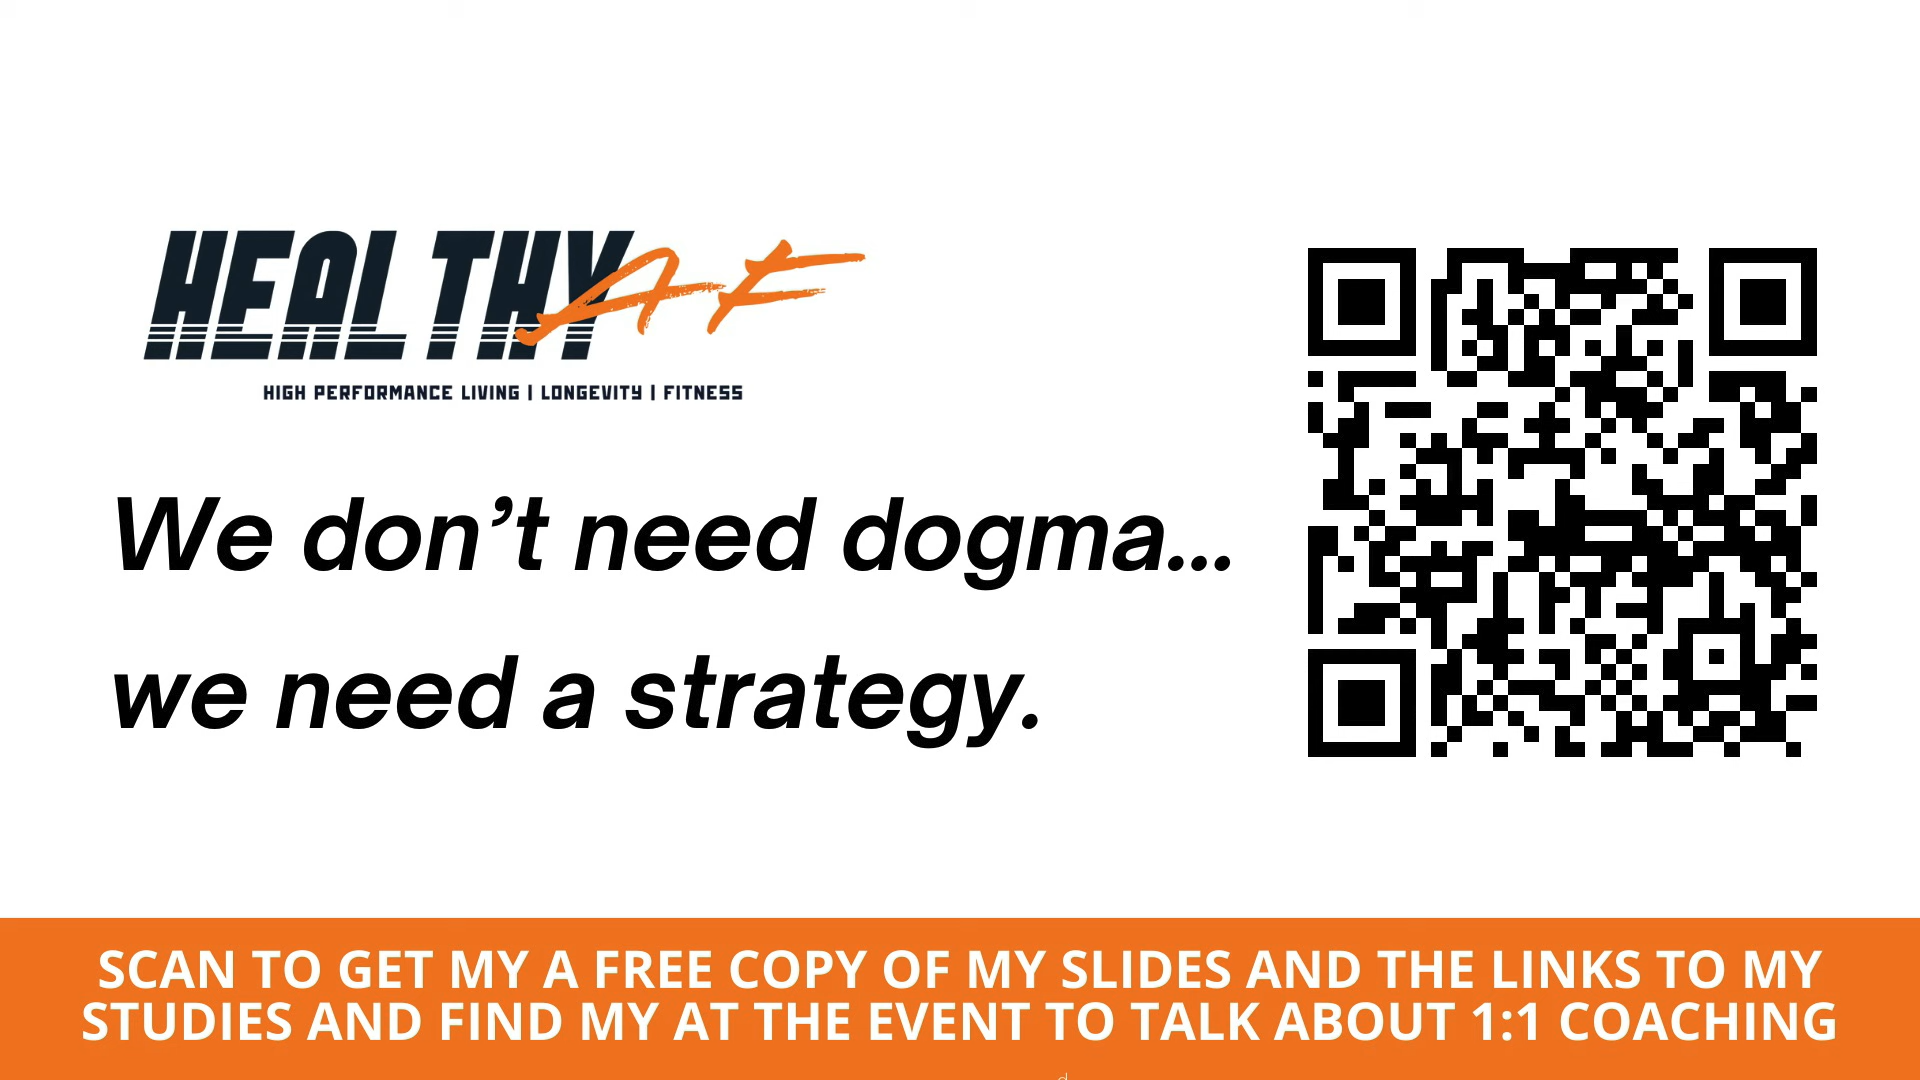 HEALTHY AF
HIGH PERFORMANCE LIVING | LONGEVITY | FITNESS
We don’t need dogma...
we need a strategy.
SCAN TO GET MY A FREE COPY OF MY SLIDES AND THE LINKS TO MY
STUDIES AND FIND MY AT THE EVENT TO TALK ABOUT 1:1 COACHING